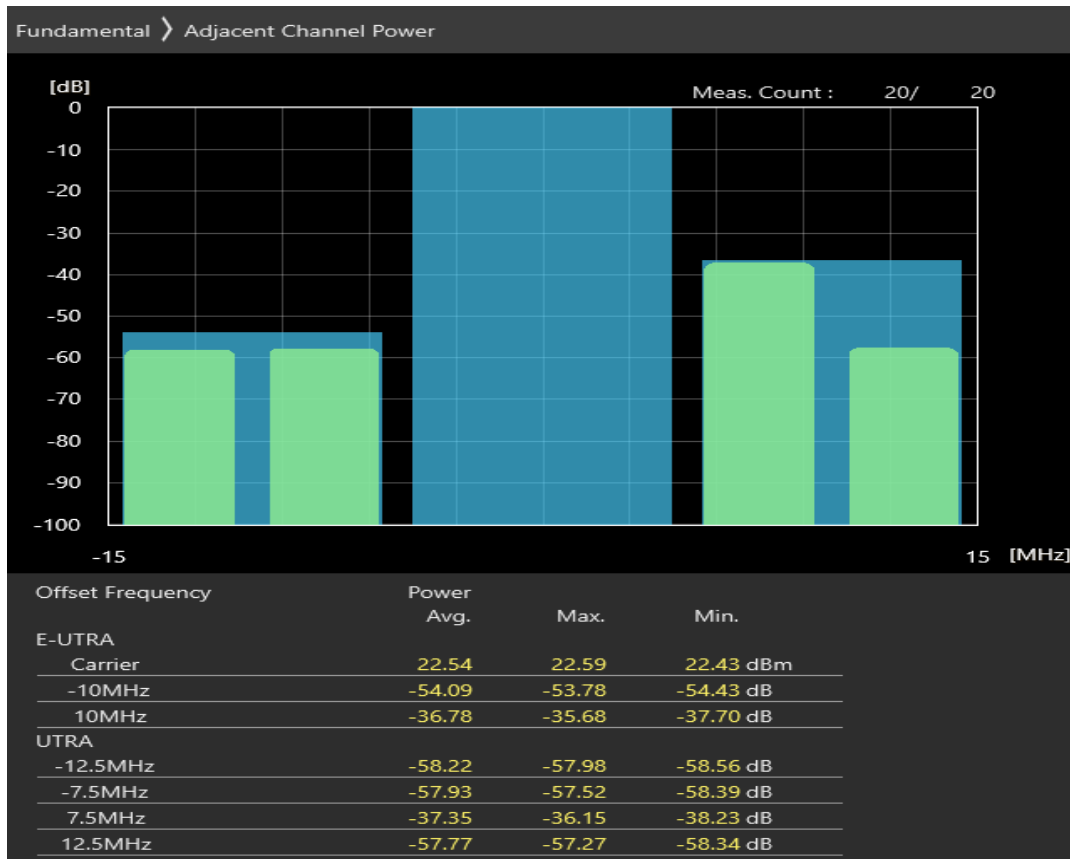 Fundamental ❯ Adjacent Channel Power
[dB]
Meas. Count : 20/ 20
0
-10
-20
-30
-40
-50
-60
-70
-80
-90
-100
-15 15 [MHz]
Offset Frequency Power
Avg. Max. Min.
E-UTRA
Carrier 22.54 22.59 22.43 dBm
-10MHz -54.09 -53.78 -54.43 dB
10MHz -36.78 -35.68 -37.70 dB
UTRA
-12.5MHz -58.22 -57.98 -58.56 dB
-7.5MHz -57.93 -57.52 -58.39 dB
7.5MHz -37.35 -36.15 -38.23 dB
12.5MHz -57.77 -57.27 -58.34 dB